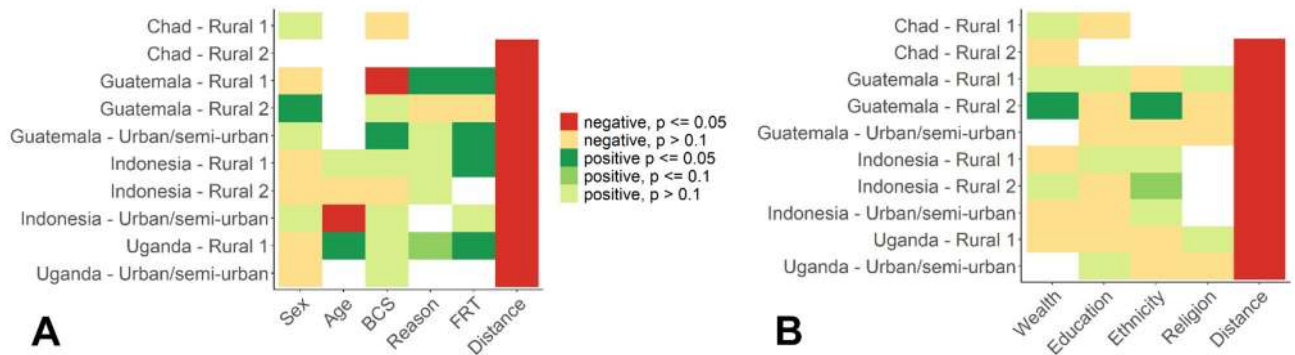 Chad - Rural 1
Chad - Rural 2
Guatemala - Rural 1
Guatemala - Rural 2
Guatemala - Urban/semi-urban
Indonesia - Rural 1
Indonesia - Rural 2
Indonesia - Urban/semi-urban
Uganda - Rural 1
Uganda - Urban/semi-urban
Sex
Age
BCS
Reason
FRT
Distance
A
negative, p <= 0.05
negative, p > 0.1
positive p <= 0.05
positive, p <= 0.1
positive, p > 0.1
Chad - Rural 1
Chad - Rural 2
Guatemala - Rural 1
Guatemala - Rural 2
Guatemala - Urban/semi-urban
Indonesia - Rural 1
Indonesia - Rural 2
Indonesia - Urban/semi-urban
Uganda - Rural 1
Uganda - Urban/semi-urban
Wealth
Education
Ethnicity
Religion
Distance
B